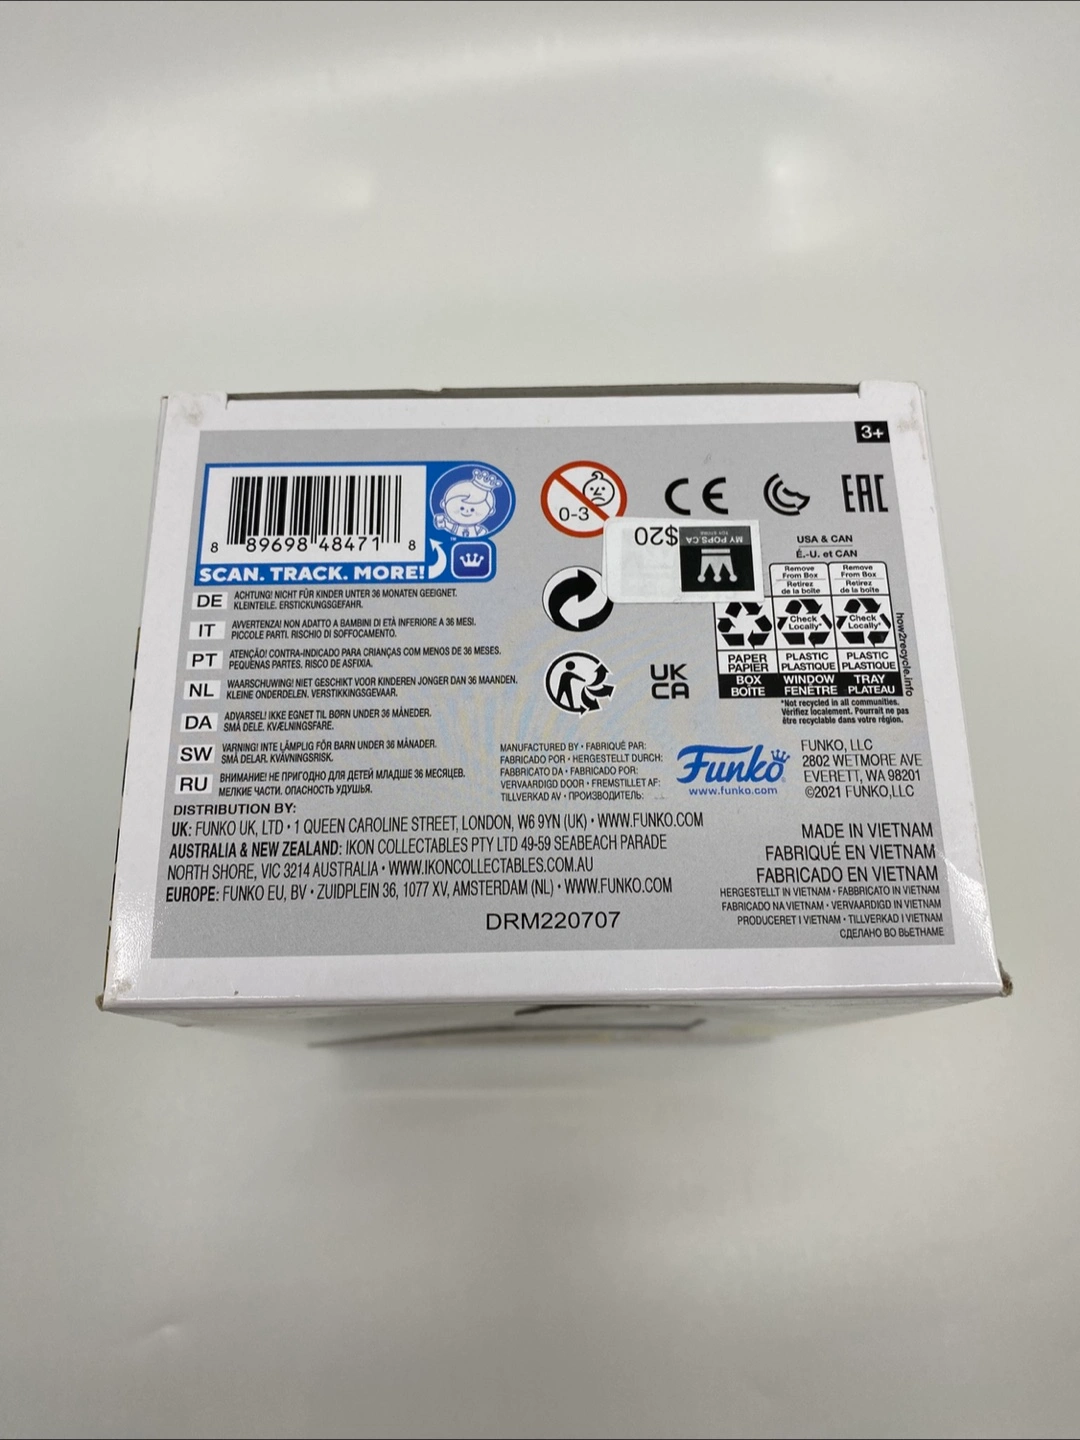 3+
8 89698 48471 8
SCAN. TRACK. MORE!
0-3
CE
EAC
$20
MY POPS.CA
USA & CAN
É.-U. et CAN
Remove From Box
Retirez de la boîte
Remove From Box
Retirez de la boîte
Check Locally*
Check Locally*
PAPER
PAPIER
BOX
BOÎTE
PLASTIC
PLASTIQUE
WINDOW
FENÊTRE
PLASTIC
PLASTIQUE
TRAY
PLATEAU
how2recycle.info
*Not recycled in all communities.
Vérifiez localement. Pourrait ne pas
être recyclable dans votre région.
UK
CA
DE ACHTUNG! NICHT FÜR KINDER UNTER 36 MONATEN GEEIGNET.
KLEINTEILE. ERSTICKUNGSGEFAHR.
IT AVVERTENZA! NON ADATTO A BAMBINI DI ETÀ INFERIORE A 36 MESI.
PICCOLE PARTI. RISCHIO DI SOFFOCAMENTO.
PT ATENÇÃO! CONTRA-INDICADO PARA CRIANÇAS COM MENOS DE 36 MESES.
PEQUENAS PARTES. RISCO DE ASFIXIA.
NL WAARSCHUWING! NIET GESCHIKT VOOR KINDEREN JONGER DAN 36 MAANDEN.
KLEINE ONDERDELEN. VERSTIKKINGSGEVAAR.
DA ADVARSEL! IKKE EGNET TIL BØRN UNDER 36 MÅNEDER.
SMÅ DELE. KVÆLNINGSFARE.
SW VARNING! INTE LÄMPLIG FÖR BARN UNDER 36 MÅNADER.
SMÅ DELAR. KVÄVNINGSRISK.
RU ВНИМАНИЕ! НЕ ПРИГОДНО ДЛЯ ДЕТЕЙ МЛАДШЕ 36 МЕСЯЦЕВ.
МЕЛКИЕ ЧАСТИ. ОПАСНОСТЬ УДУШЬЯ.
MANUFACTURED BY • FABRIQUÉ PAR:
FABRICADO POR • HERGESTELLT DURCH:
FABBRICATO DA • FABRICADO POR:
VERVAARDIGD DOOR • FREMSTILLET AF:
TILLVERKAD AV • ПРОИЗВОДИТЕЛЬ:
Funko
www.funko.com
FUNKO, LLC
2802 WETMORE AVE
EVERETT, WA 98201
©2021 FUNKO,LLC
DISTRIBUTION BY:
UK: FUNKO UK, LTD • 1 QUEEN CAROLINE STREET, LONDON, W6 9YN (UK) • WWW.FUNKO.COM
AUSTRALIA & NEW ZEALAND: IKON COLLECTABLES PTY LTD 49-59 SEABEACH PARADE
NORTH SHORE, VIC 3214 AUSTRALIA • WWW.IKONCOLLECTABLES.COM.AU
EUROPE: FUNKO EU, BV • ZUIDPLEIN 36, 1077 XV, AMSTERDAM (NL) • WWW.FUNKO.COM
DRM220707
MADE IN VIETNAM
FABRIQUÉ EN VIETNAM
FABRICADO EN VIETNAM
HERGESTELLT IN VIETNAM • FABBRICATO IN VIETNAM
FABRICADO NA VIETNAM • VERVAARDIGD IN VIETNAM
PRODUCERET I VIETNAM • TILLVERKAD I VIETNAM
СДЕЛАНО ВО ВЬЕТНАМЕ